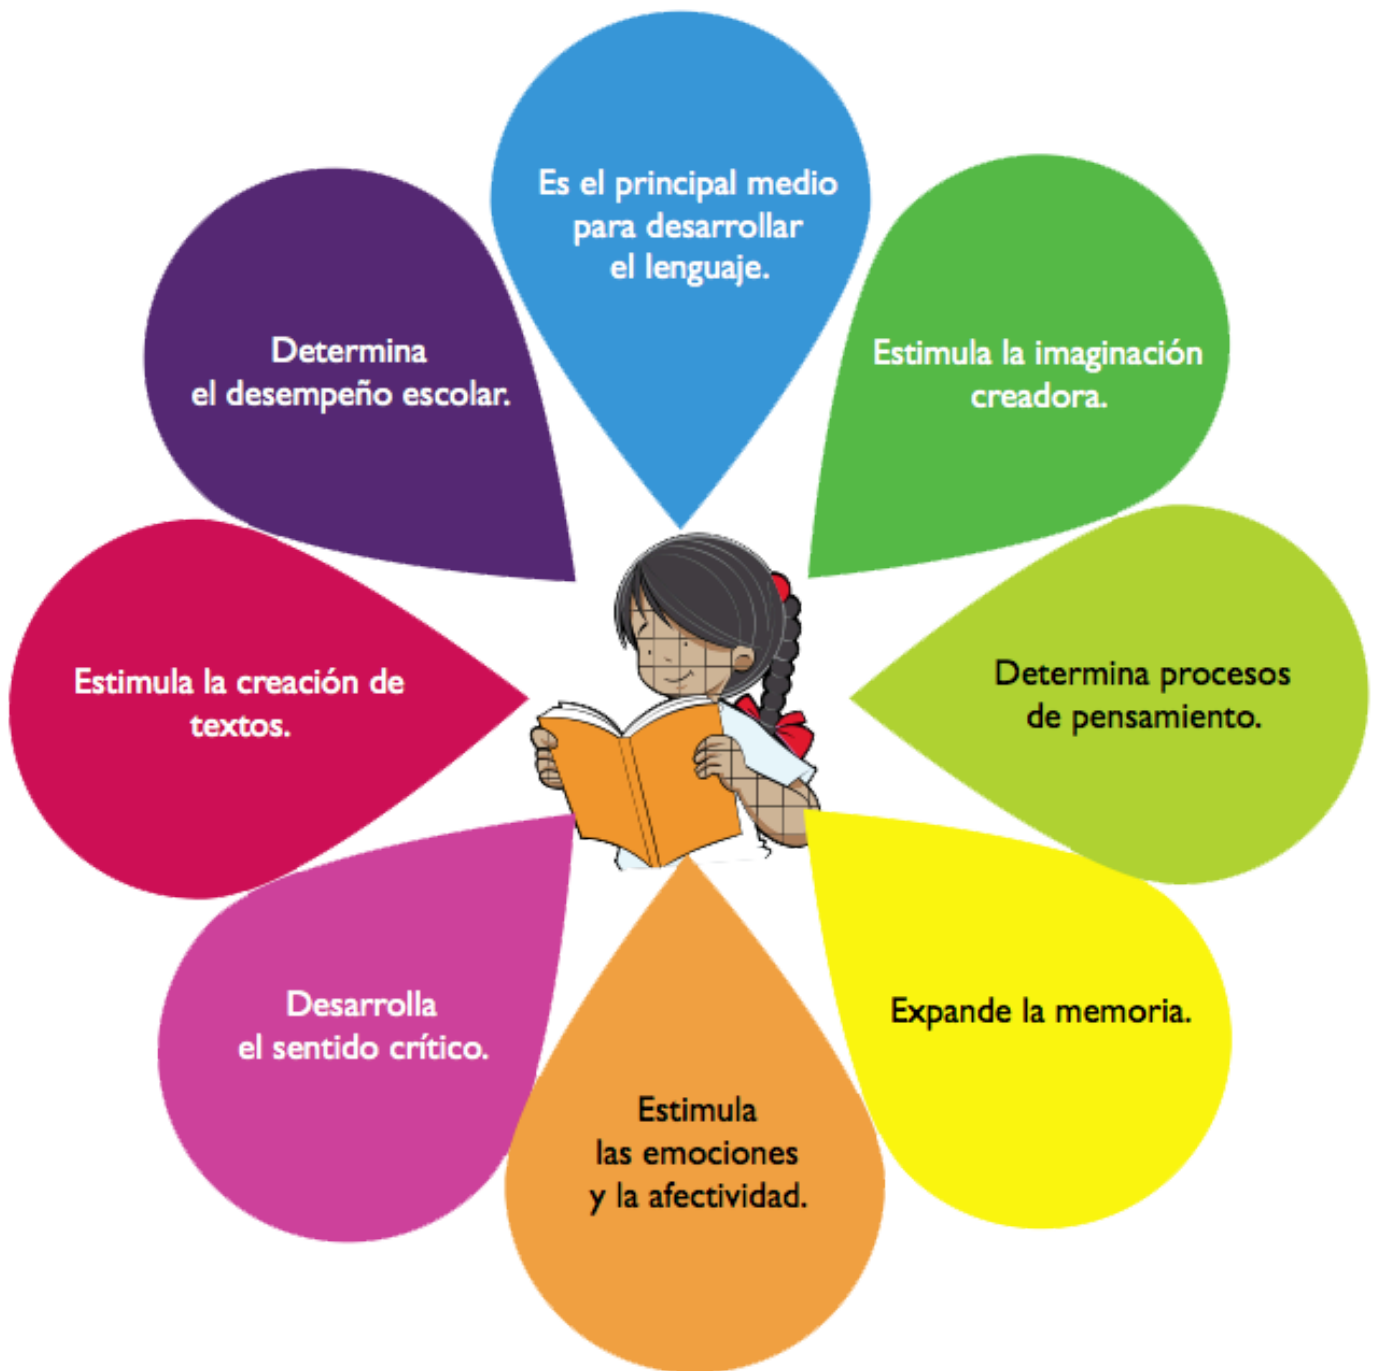 Es el principal medio
para desarrollar
el lenguaje.
Estimula la imaginación
creadora.
Determina procesos
de pensamiento.
Expande la memoria.
Estimula
las emociones
y la afectividad.
Desarrolla
el sentido crítico.
Estimula la creación de
textos.
Determina
el desempeño escolar.